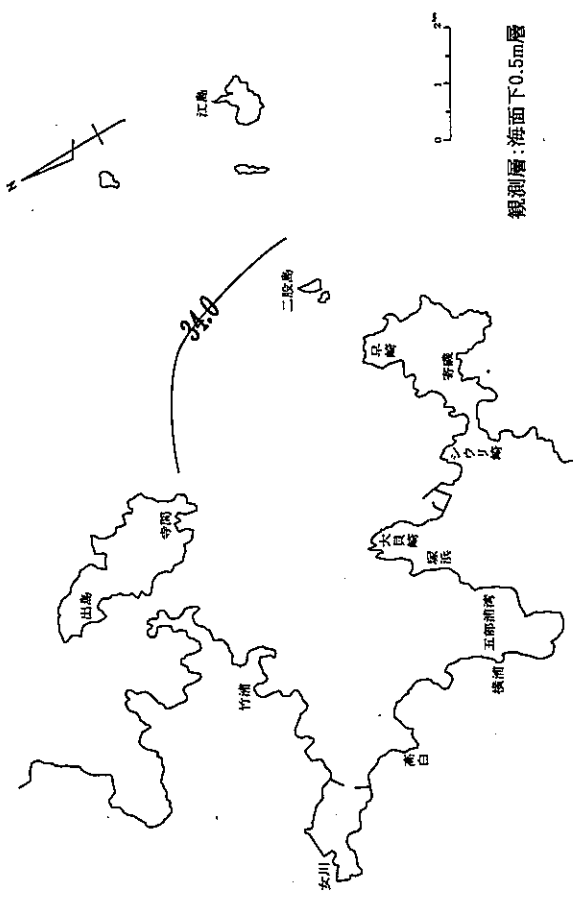 N
江島
0 1 2km
観測層:海面下0.5m層
34.0
二股島
早崎
寄磯
シウリ崎
出島
寺間
大貝崎
塚浜
五部浦湾
横浦
竹浦
高白
女川